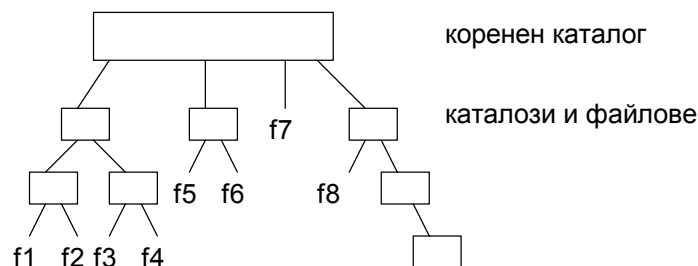 коренен каталог
каталози и файлове
f7
f5 f6 f8
f1 f2 f3 f4